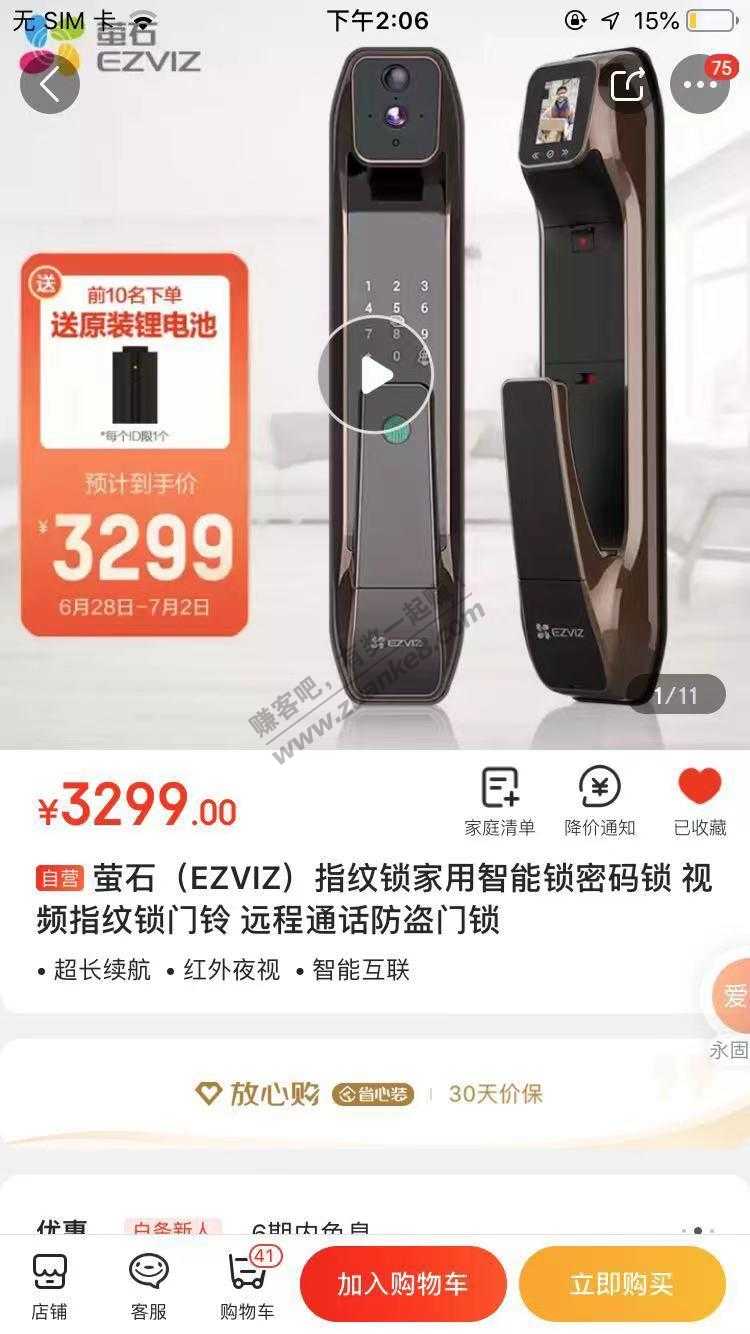 无 SIM 卡
下午2:06
15%
萤石
EZVIZ
75
送
前10名下单
送原装锂电池
*每个ID限1个
预计到手价
¥3299
6月28日-7月2日
1 2 3
4 5 6
7 8 9
0
EZVIZ
EZVIZ
赚客吧,有奖一起赚!
www.zuanke8.com
1/11
¥3299.00
家庭清单
降价通知
已收藏
自营 萤石（EZVIZ）指纹锁家用智能锁密码锁 视
频指纹锁门铃 远程通话防盗门锁
• 超长续航 • 红外夜视 • 智能互联
爱
永固
放心购 省心装 30天价保
优惠 白条新人 6期内免息
店铺
客服
41
购物车
加入购物车
立即购买